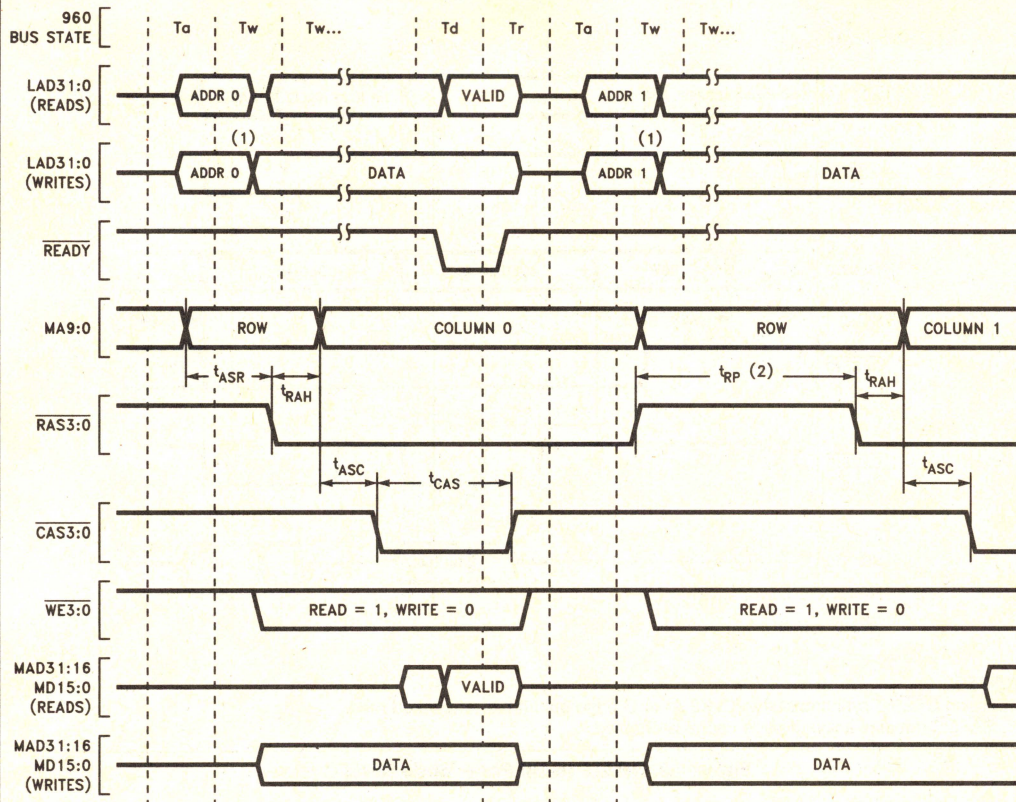 960
BUS STATE
Ta Tw Tw... Td Tr Ta Tw Tw...
LAD31:0
(READS)
ADDR 0 VALID ADDR 1
(1) (1)
LAD31:0
(WRITES)
ADDR 0 DATA ADDR 1 DATA
READY
MA9:0
ROW COLUMN 0 ROW COLUMN 1
tASR tRAH tRP (2) tRAH
RAS3:0
tASC tCAS tASC
CAS3:0
WE3:0
READ = 1, WRITE = 0 READ = 1, WRITE = 0
MAD31:16
MD15:0
(READS)
VALID
MAD31:16
MD15:0
(WRITES)
DATA DATA